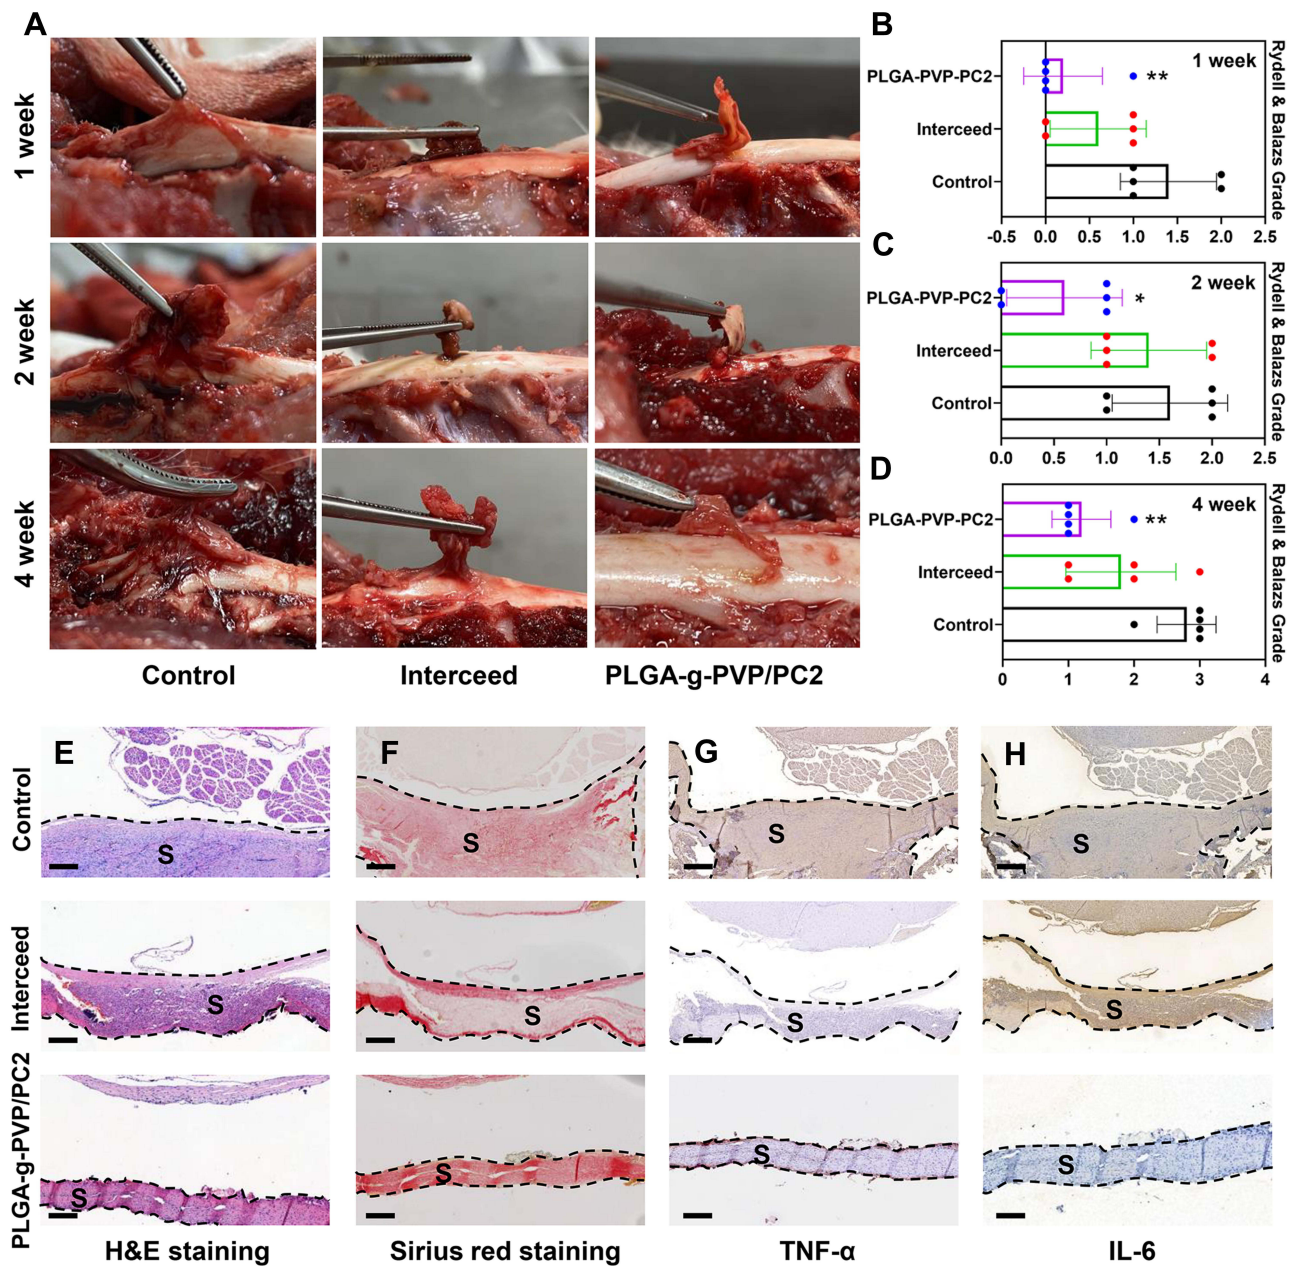 A
1 week
2 week
4 week
Control
Interceed
PLGA-g-PVP/PC2
B
1 week
PLGA-PVP-PC2
**
Interceed
Control
-0.5
0.0
0.5
1.0
1.5
2.0
2.5
Rydell & Balazs Grade
C
2 week
PLGA-PVP-PC2
*
Interceed
Control
0.0
0.5
1.0
1.5
2.0
2.5
Rydell & Balazs Grade
D
4 week
PLGA-PVP-PC2
**
Interceed
Control
0
1
2
3
4
Rydell & Balazs Grade
E
F
G
H
Control
S
S
S
S
Interceed
S
S
S
S
PLGA-g-PVP/PC2
S
S
S
S
H&E staining
Sirius red staining
TNF-α
IL-6